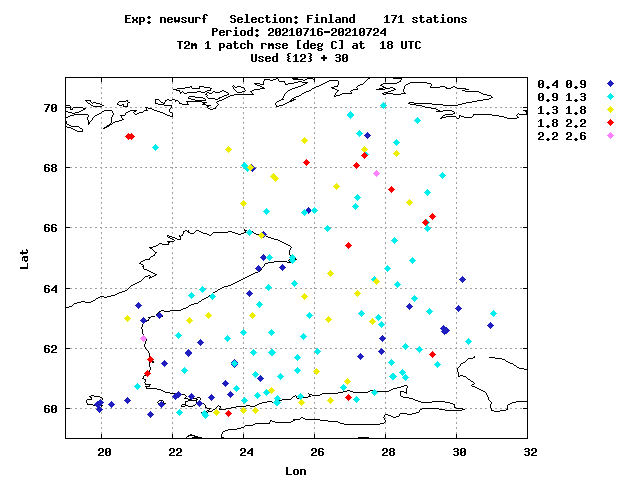 Exp: newsurf   Selection: Finland    171 stations
Period: 20210716-20210724
T2m 1 patch rmse [deg C] at  18 UTC
Used {12} + 30
0.4 0.9
0.9 1.3
1.3 1.8
1.8 2.2
2.2 2.6
70
68
66
64
62
60
Lat
20 22 24 26 28 30 32
Lon